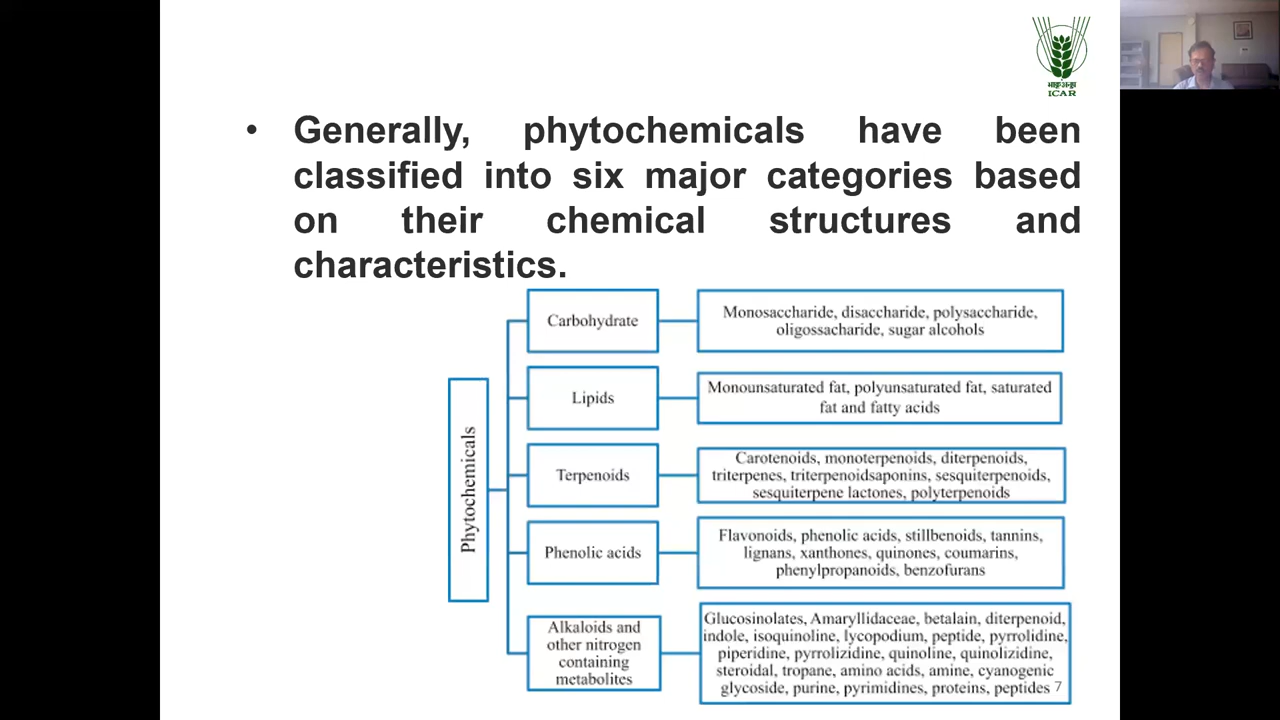 भाकृअनुप
ICAR
• Generally, phytochemicals have been
classified into six major categories based
on their chemical structures and
characteristics.
Phytochemicals
Carbohydrate
Monosaccharide, disaccharide, polysaccharide,
oligossacharide, sugar alcohols
Lipids
Monounsaturated fat, polyunsaturated fat, saturated
fat and fatty acids
Terpenoids
Carotenoids, monoterpenoids, diterpenoids,
triterpenes, triterpenoidsaponins, sesquiterpenoids,
sesquiterpene lactones, polyterpenoids
Phenolic acids
Flavonoids, phenolic acids, stillbenoids, tannins,
lignans, xanthones, quinones, coumarins,
phenylpropanoids, benzofurans
Alkaloids and
other nitrogen
containing
metabolites
Glucosinolates, Amaryllidaceae, betalain, diterpenoid,
indole, isoquinoline, lycopodium, peptide, pyrrolidine,
piperidine, pyrrolizidine, quinoline, quinolizidine,
steroidal, tropane, amino acids, amine, cyanogenic
glycoside, purine, pyrimidines, proteins, peptides
7